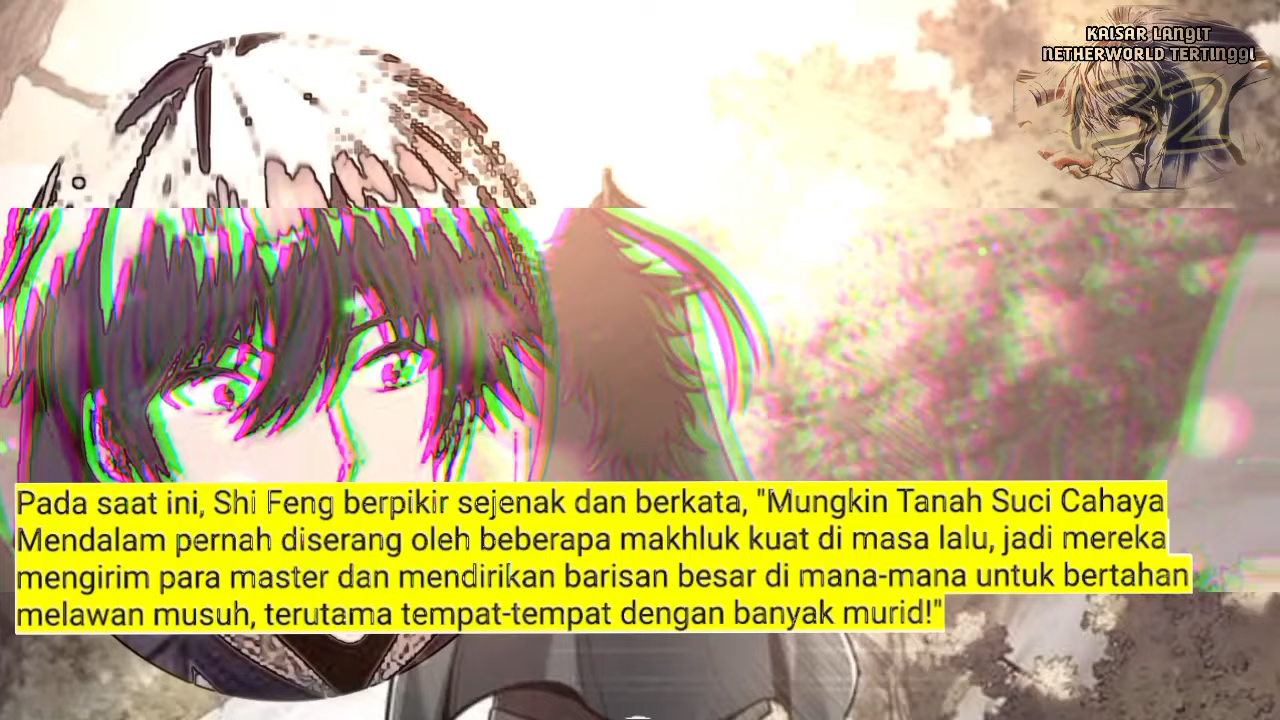 KAISAR LANGIT
NETHERWORLD TERTINGGI
132
Pada saat ini, Shi Feng berpikir sejenak dan berkata, "Mungkin Tanah Suci Cahaya
Mendalam pernah diserang oleh beberapa makhluk kuat di masa lalu, jadi mereka
mengirim para master dan mendirikan barisan besar di mana-mana untuk bertahan
melawan musuh, terutama tempat-tempat dengan banyak murid!"